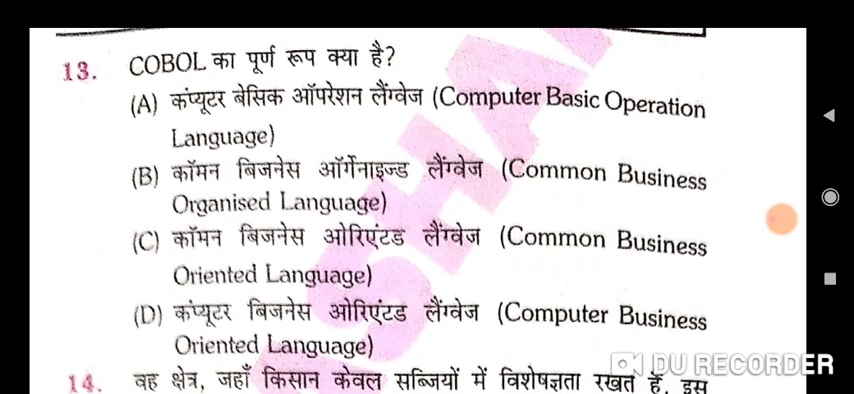 13. COBOL का पूर्ण रूप क्या है?
(A) कंप्यूटर बेसिक ऑपरेशन लैंग्वेज (Computer Basic Operation
Language)
(B) कॉमन बिजनेस ऑर्गेनाइज्ड लैंग्वेज (Common Business
Organised Language)
(C) कॉमन बिजनेस ओरिएंटेड लैंग्वेज (Common Business
Oriented Language)
(D) कंप्यूटर बिजनेस ओरिएंटेड लैंग्वेज (Computer Business
Oriented Language)
DU RECORDER
14. वह क्षेत्र, जहाँ किसान केवल सब्जियों में विशेषज्ञता रखते हैं, इस